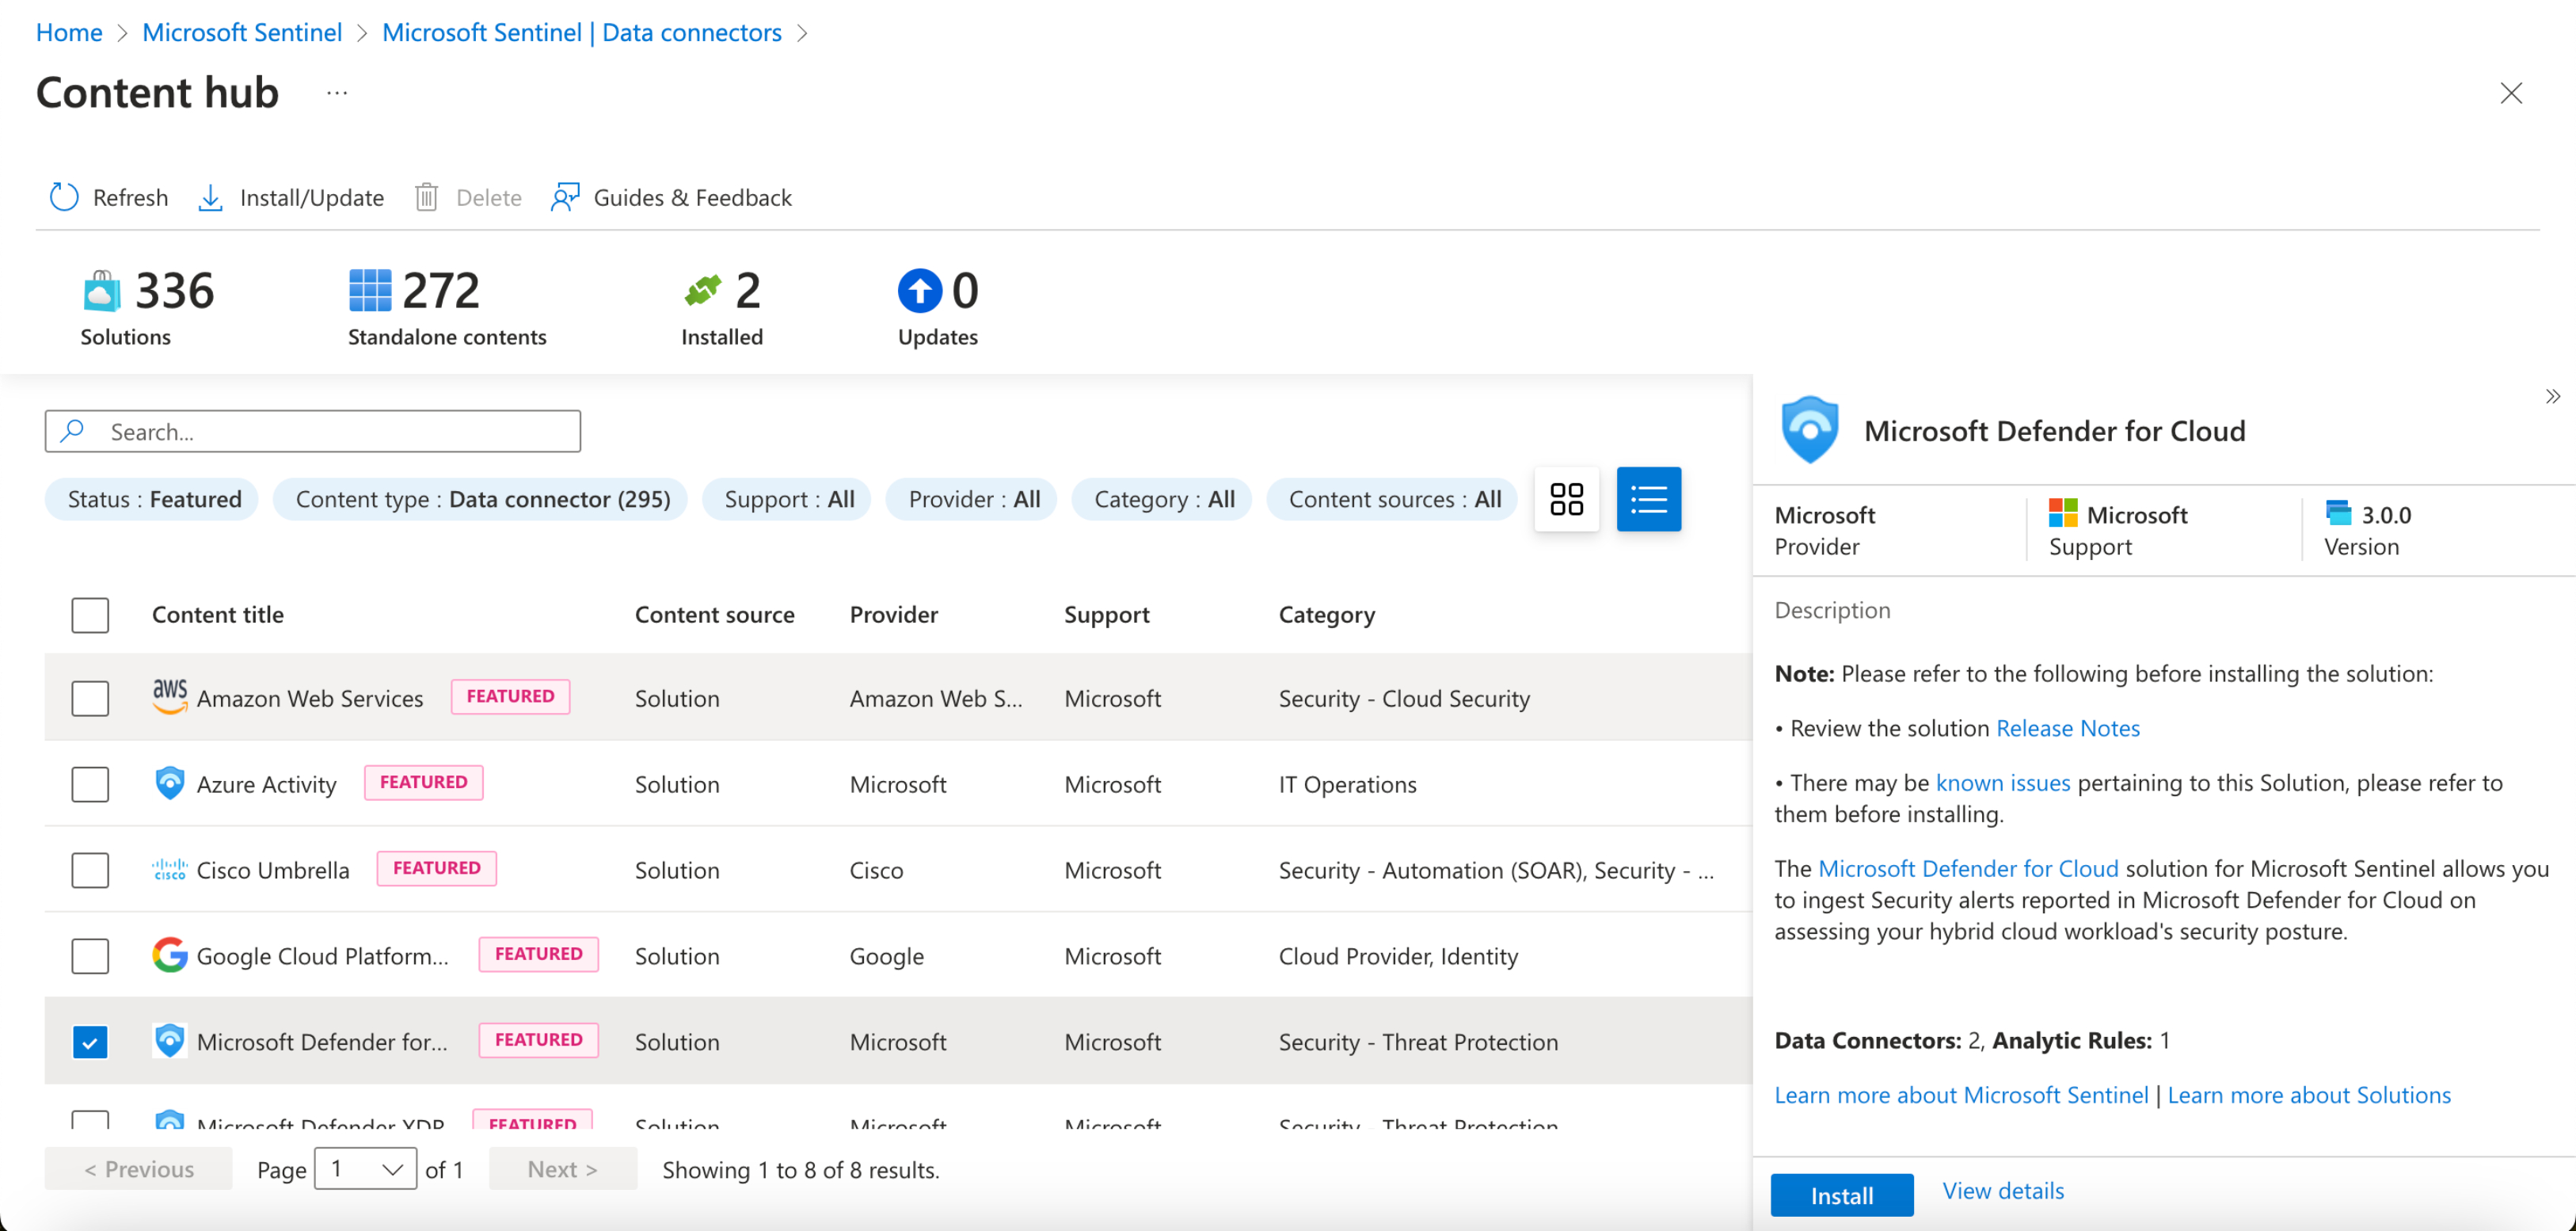 Home > Microsoft Sentinel > Microsoft Sentinel | Data connectors >
Content hub ...
Refresh Install/Update Delete Guides & Feedback
336 272 2 0
Solutions Standalone contents Installed Updates
Search...
Status : Featured Content type : Data connector (295) Support : All Provider : All Category : All Content sources : All
Content title Content source Provider Support Category
aws Amazon Web Services FEATURED Solution Amazon Web S... Microsoft Security - Cloud Security
Azure Activity FEATURED Solution Microsoft Microsoft IT Operations
cisco Cisco Umbrella FEATURED Solution Cisco Microsoft Security - Automation (SOAR), Security - ...
Google Cloud Platform... FEATURED Solution Google Microsoft Cloud Provider, Identity
Microsoft Defender for... FEATURED Solution Microsoft Microsoft Security - Threat Protection
Microsoft Defender XDR FEATURED Solution Microsoft Microsoft Security - Threat Protection
< Previous Page 1 of 1 Next > Showing 1 to 8 of 8 results.
Microsoft Defender for Cloud
Microsoft Microsoft 3.0.0
Provider Support Version
Description
Note: Please refer to the following before installing the solution:
• Review the solution Release Notes
• There may be known issues pertaining to this Solution, please refer to
them before installing.
The Microsoft Defender for Cloud solution for Microsoft Sentinel allows you
to ingest Security alerts reported in Microsoft Defender for Cloud on
assessing your hybrid cloud workload's security posture.
Data Connectors: 2, Analytic Rules: 1
Learn more about Microsoft Sentinel | Learn more about Solutions
Install View details